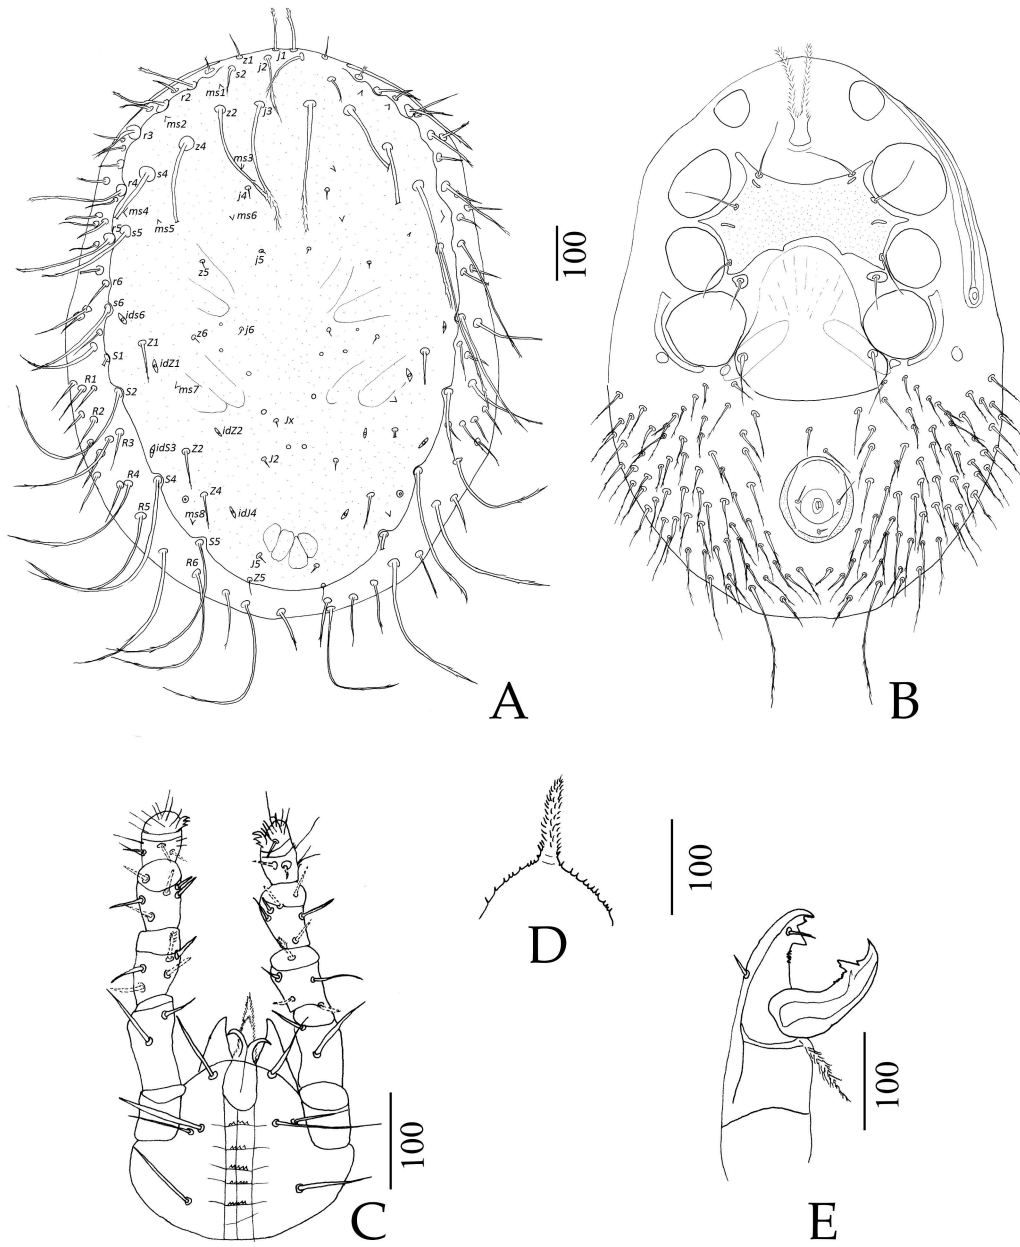 z1 j1
s2 j2
ms1
r2
z2 j3
ms2
r3
z4
ms3
s4
r4
j4
ms4
ms6
ms5
r5 s5
j5
z5
r6
s6
ids6
z6 j6
Z1
S1
idZ1
R1
ms7
S2
R2
Jx
idZ2
R3
idS3
Z2
J2
R4
S4
Z4
R5
ms8
idJ4
S5
J5
R6
Z5
100
A
B
C
100
D
100
E
100